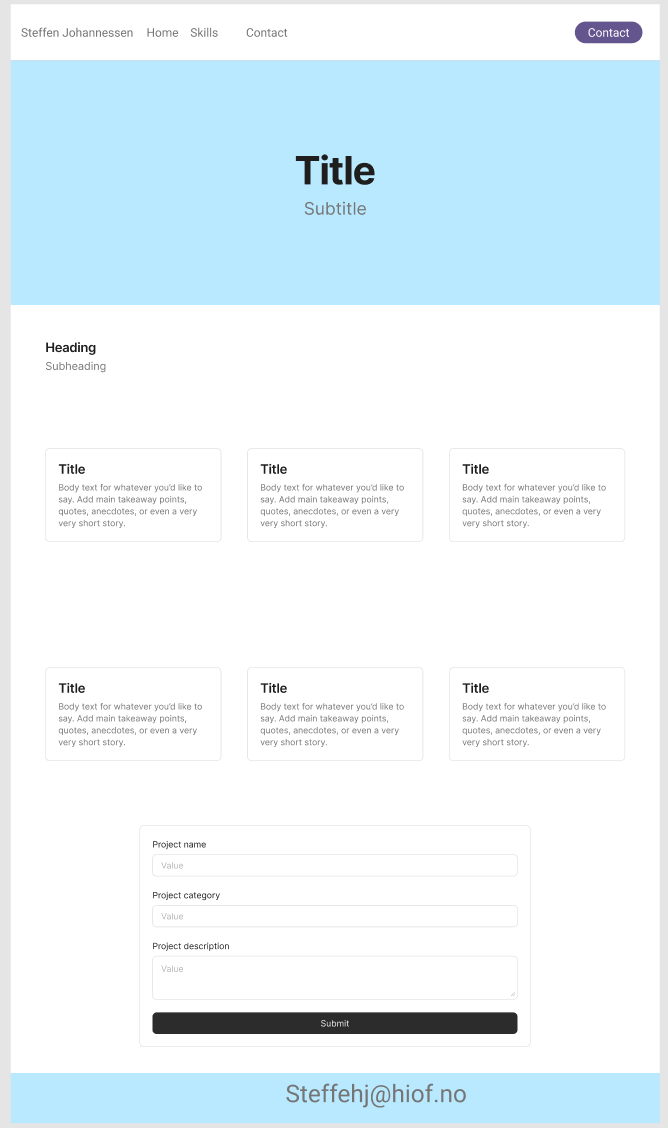 Steffen Johannessen Home Skills Contact Contact
Title
Subtitle
Heading
Subheading
Title
Body text for whatever you'd like to
say. Add main takeaway points,
quotes, anecdotes, or even a very
very short story.
Title
Body text for whatever you'd like to
say. Add main takeaway points,
quotes, anecdotes, or even a very
very short story.
Title
Body text for whatever you'd like to
say. Add main takeaway points,
quotes, anecdotes, or even a very
very short story.
Title
Body text for whatever you'd like to
say. Add main takeaway points,
quotes, anecdotes, or even a very
very short story.
Title
Body text for whatever you'd like to
say. Add main takeaway points,
quotes, anecdotes, or even a very
very short story.
Title
Body text for whatever you'd like to
say. Add main takeaway points,
quotes, anecdotes, or even a very
very short story.
Project name
Value
Project category
Value
Project description
Value
Submit
Steffehj@hiof.no